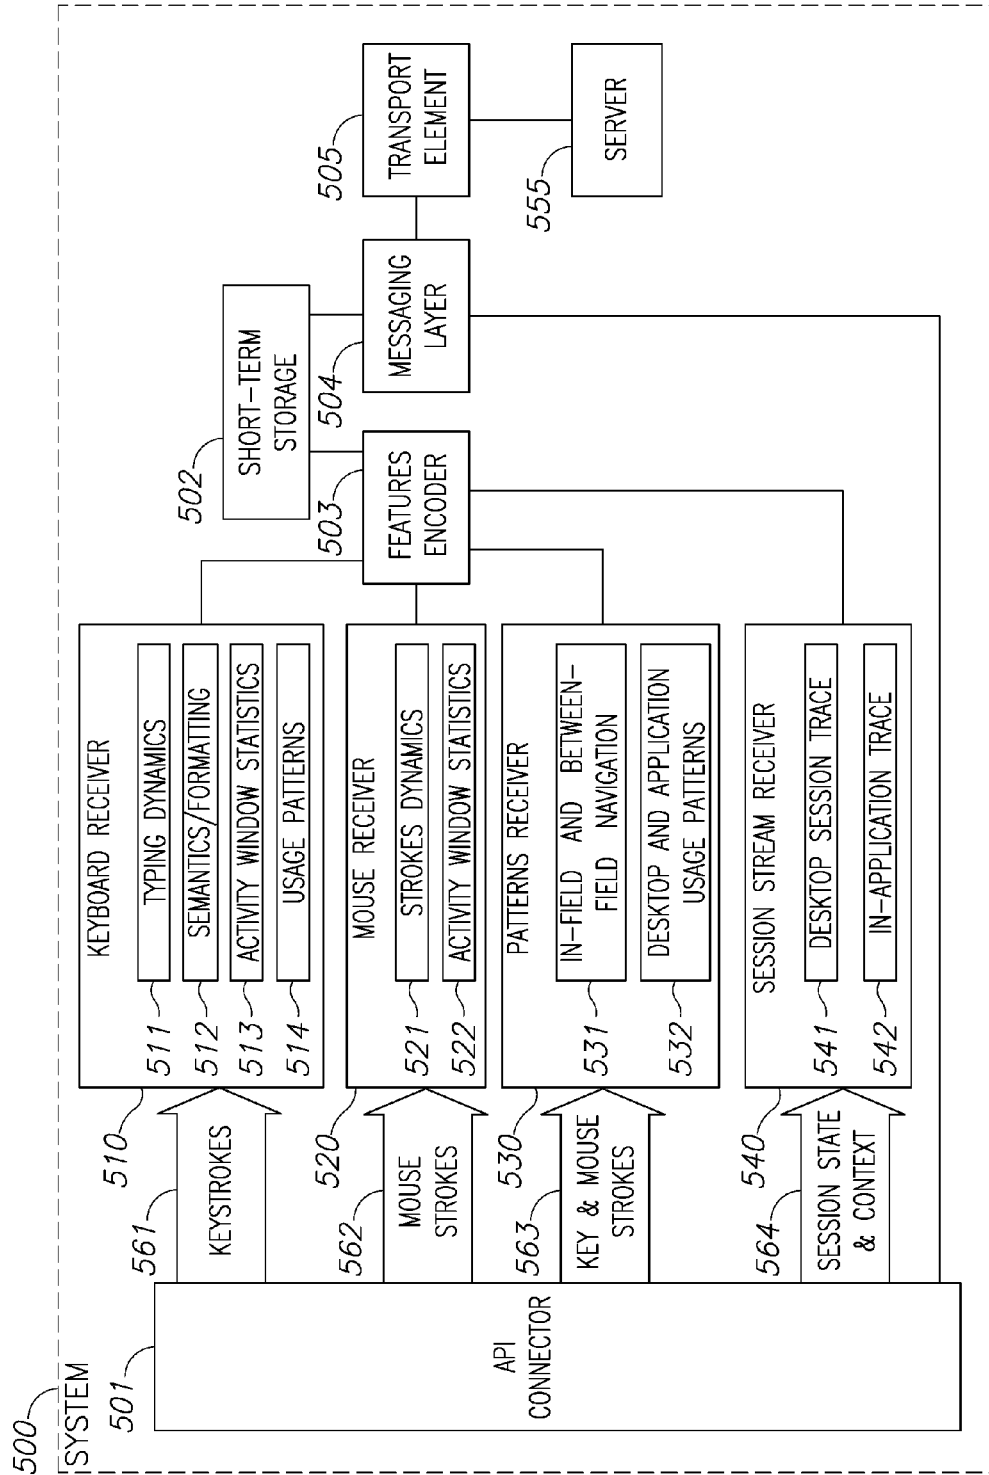 500
SYSTEM
501
API
CONNECTOR
561
KEYSTROKES
562
MOUSE
STROKES
563
KEY & MOUSE
STROKES
564
SESSION STATE
& CONTEXT
510
KEYBOARD RECEIVER
511
TYPING DYNAMICS
512
SEMANTICS/FORMATTING
513
ACTIVITY WINDOW STATISTICS
514
USAGE PATTERNS
520
MOUSE RECEIVER
521
STROKES DYNAMICS
522
ACTIVITY WINDOW STATISTICS
530
PATTERNS RECEIVER
531
IN-FIELD AND BETWEEN-
FIELD NAVIGATION
532
DESKTOP AND APPLICATION
USAGE PATTERNS
540
SESSION STREAM RECEIVER
541
DESKTOP SESSION TRACE
542
IN-APPLICATION TRACE
502
SHORT-TERM
STORAGE
503
FEATURES
ENCODER
504
MESSAGING
LAYER
505
TRANSPORT
ELEMENT
555
SERVER